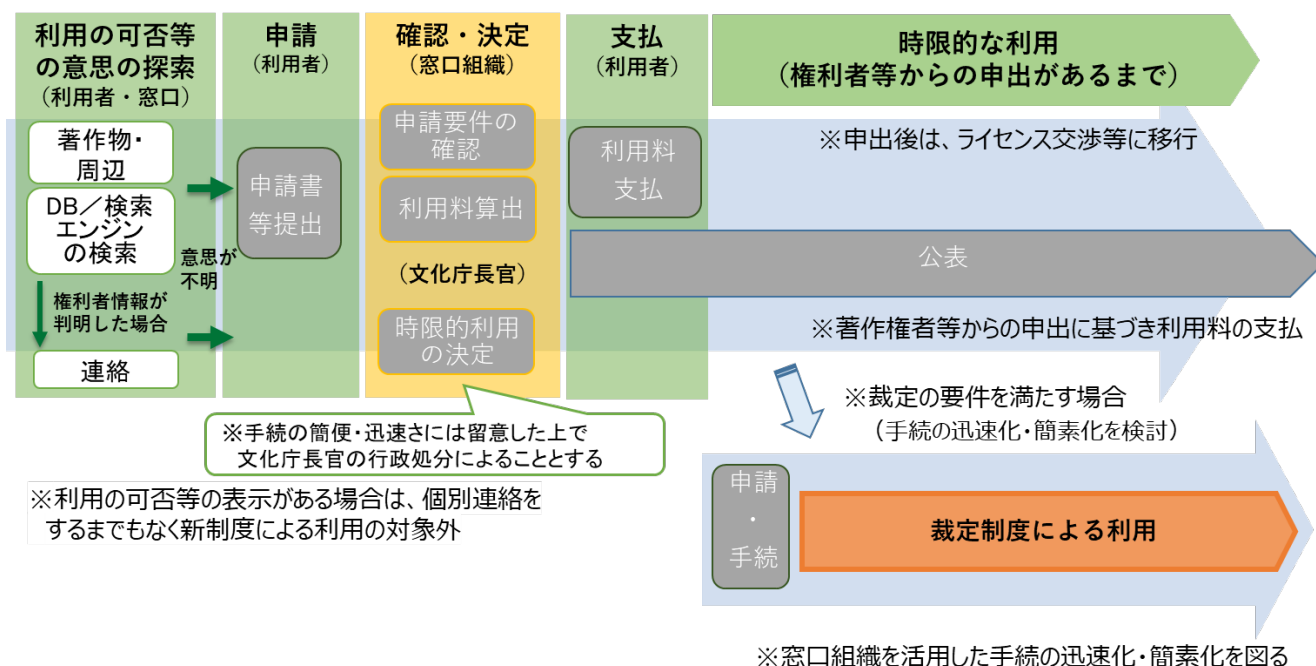 利用の可否等
の意思の探索
（利用者・窓口）
著作物・
周辺
DB／検索
エンジン
の検索
意思が
不明
権利者情報が
判明した場合
連絡
申請
（利用者）
申請書
等提出
確認・決定
（窓口組織）
申請要件の
確認
利用料算出
（文化庁長官）
時限的利用
の決定
※手続の簡便・迅速さには留意した上で
文化庁長官の行政処分によることとする
支払
（利用者）
利用料
支払
時限的な利用
（権利者等からの申出があるまで）
※申出後は、ライセンス交渉等に移行
公表
※著作権者等からの申出に基づき利用料の支払
※裁定の要件を満たす場合
（手続の迅速化・簡素化を検討）
申請
・
手続
裁定制度による利用
※窓口組織を活用した手続の迅速化・簡素化を図る
※利用の可否等の表示がある場合は、個別連絡を
するまでもなく新制度による利用の対象外